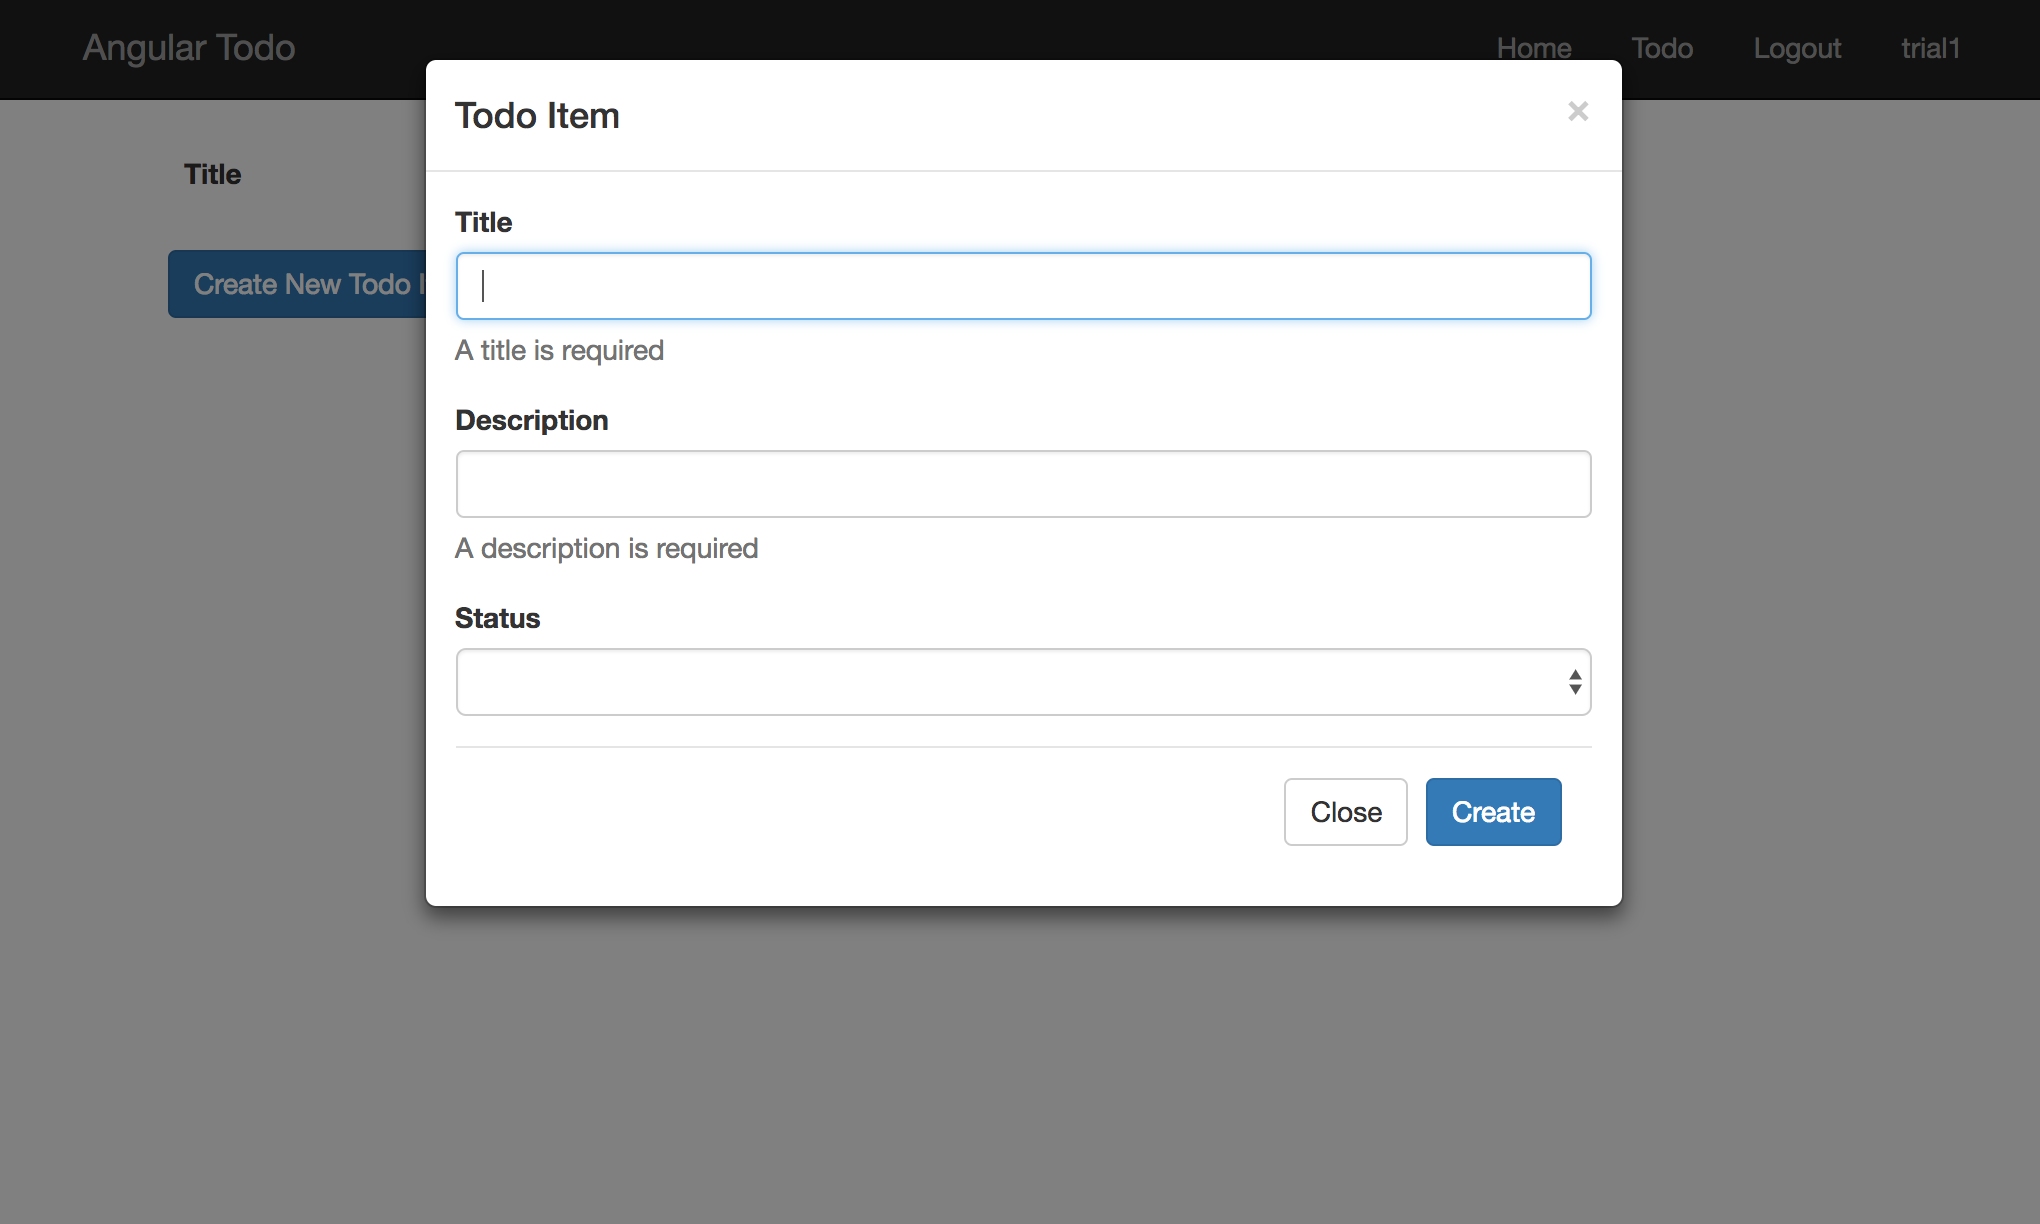 Angular Todo
Home Todo Logout trial1
Title
Create New Todo
Todo Item
×
Title
A title is required
Description
A description is required
Status
Close
Create